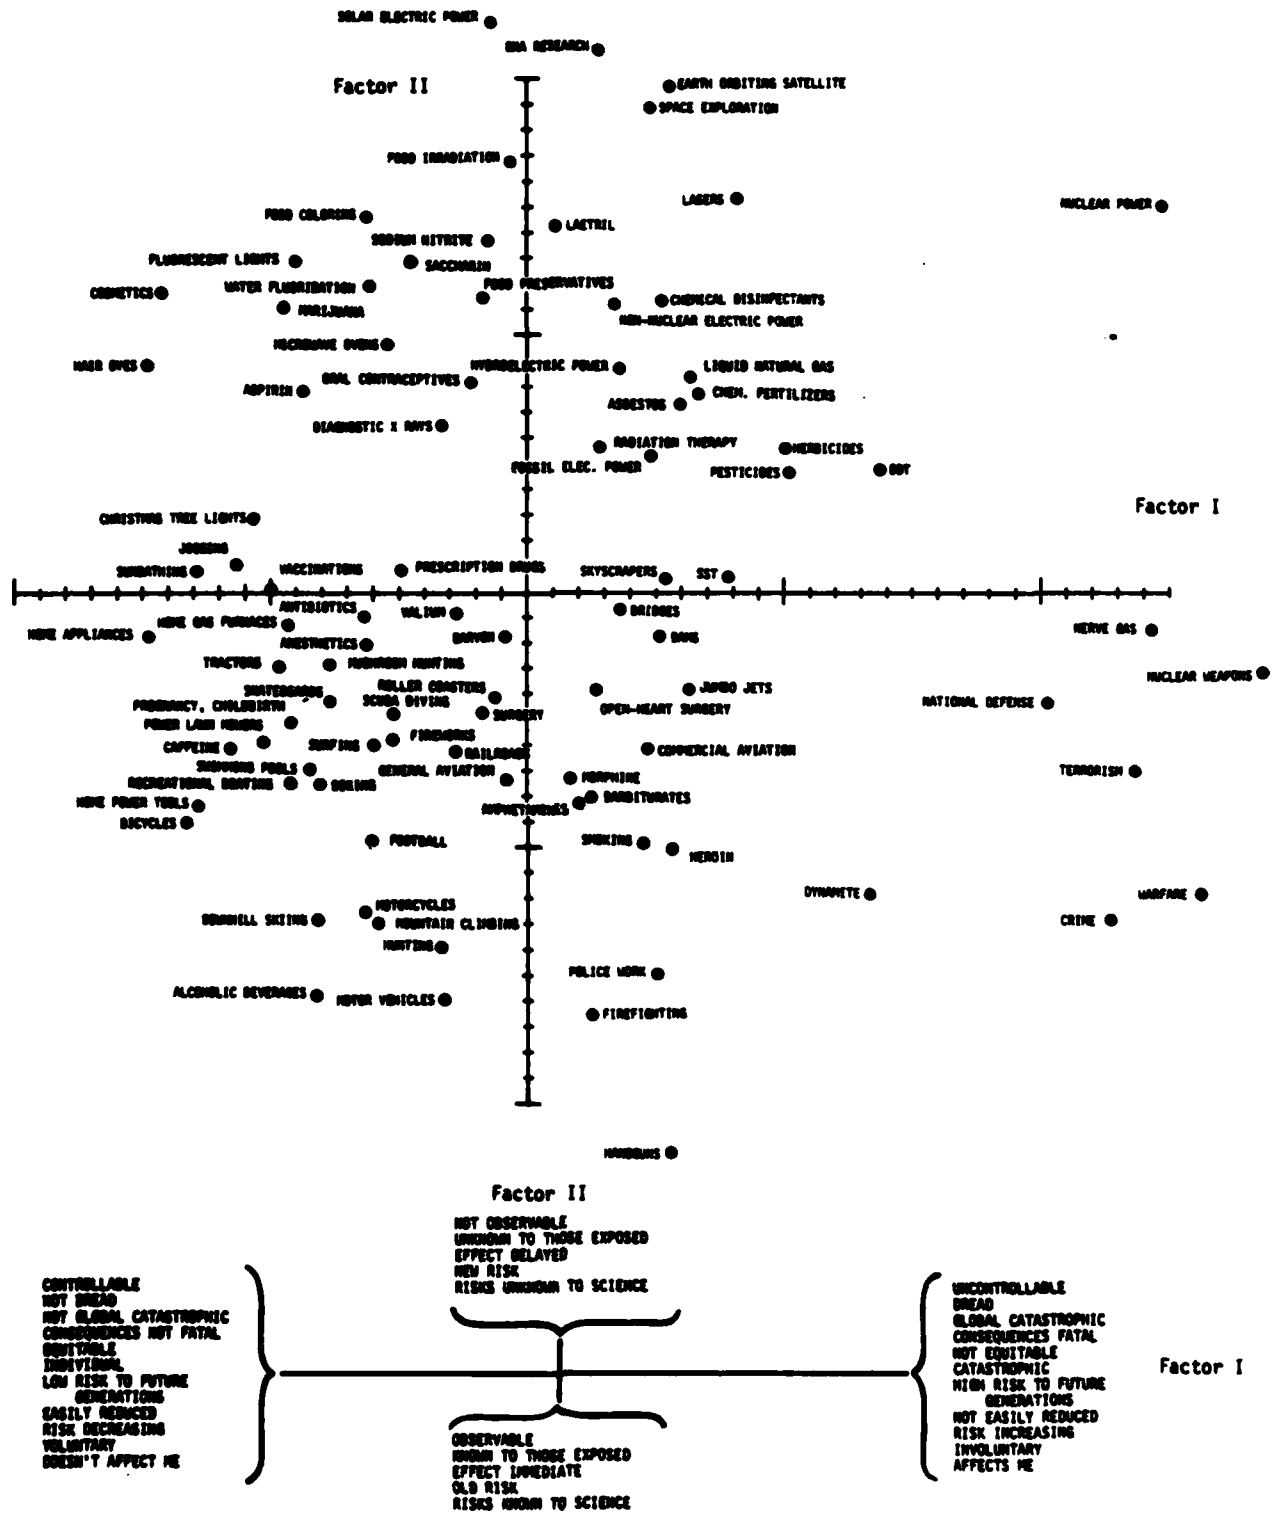 SOLAR ELECTRIC POWER
DNA RESEARCH
Factor II
EARTH ORBITING SATELLITE
SPACE EXPLORATION
FOOD IRRADIATION
LASERS
NUCLEAR POWER
FOOD COLORING
LAETRIL
SODIUM NITRITE
FLUORESCENT LIGHTS
SACCHARIN
WATER FLUORIDATION
FOOD PRESERVATIVES
COSMETICS
MARIJUANA
CHEMICAL DISINFECTANTS
NON-NUCLEAR ELECTRIC POWER
MICROWAVE OVENS
HAIR DYES
HYDROELECTRIC POWER
LIQUID NATURAL GAS
ORAL CONTRACEPTIVES
ASPIRIN
CHEM. FERTILIZERS
ASBESTOS
DIAGNOSTIC X RAYS
RADIATION THERAPY
HERBICIDES
FOSSIL ELEC. POWER
PESTICIDES
DDT
Factor I
CHRISTMAS TREE LIGHTS
JOGGING
SUNBATHING
VACCINATIONS
PRESCRIPTION DRUGS
SKYSCRAPERS
SST
ANTIBIOTICS
VALIUM
BRIDGES
HOME GAS FURNACES
HOME APPLIANCES
DARVON
DAMS
NERVE GAS
ANESTHETICS
TRACTORS
MUSHROOM HUNTING
NUCLEAR WEAPONS
SKATEBOARDS
ROLLER COASTERS
JUMBO JETS
PREGNANCY, CHILDBIRTH
SCUBA DIVING
NATIONAL DEFENSE
SURGERY
OPEN-HEART SURGERY
POWER LAWN MOWERS
FIREWORKS
CAFFEINE
SURFING
RAILROADS
COMMERCIAL AVIATION
SWIMMING POOLS
GENERAL AVIATION
TERRORISM
RECREATIONAL BOATING
BOXING
MORPHINE
HOME POWER TOOLS
BARBITURATES
AMPHETAMINES
BICYCLES
FOOTBALL
SMOKING
HEROIN
DYNAMITE
WARFARE
MOTORCYCLES
DOWNHILL SKIING
MOUNTAIN CLIMBING
CRIME
HUNTING
POLICE WORK
ALCOHOLIC BEVERAGES
MOTOR VEHICLES
FIREFIGHTING
HANDGUNS
Factor II
NOT OBSERVABLE
UNKNOWN TO THOSE EXPOSED
EFFECT DELAYED
NEW RISK
RISKS UNKNOWN TO SCIENCE
CONTROLLABLE
NOT DREAD
NOT GLOBAL CATASTROPHIC
CONSEQUENCES NOT FATAL
EQUITABLE
INDIVIDUAL
LOW RISK TO FUTURE
GENERATIONS
EASILY REDUCED
RISK DECREASING
VOLUNTARY
DOESN'T AFFECT ME
UNCONTROLLABLE
DREAD
GLOBAL CATASTROPHIC
CONSEQUENCES FATAL
NOT EQUITABLE
CATASTROPHIC
HIGH RISK TO FUTURE
GENERATIONS
NOT EASILY REDUCED
RISK INCREASING
INVOLUNTARY
AFFECTS ME
Factor I
OBSERVABLE
KNOWN TO THOSE EXPOSED
EFFECT IMMEDIATE
OLD RISK
RISKS KNOWN TO SCIENCE